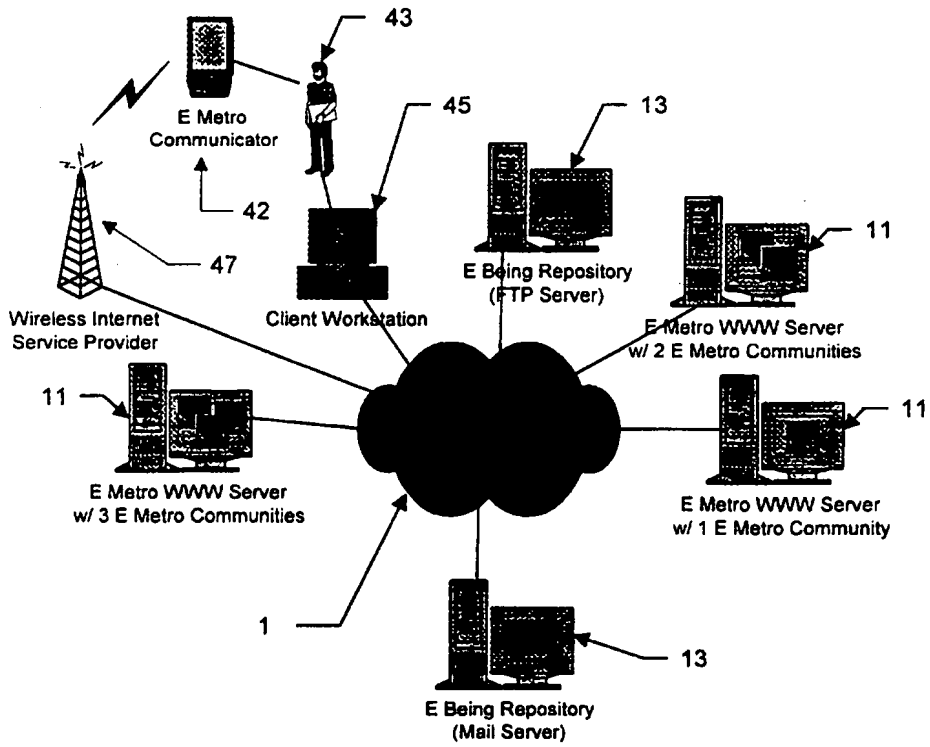 43
E Metro
Communicator
45
13
42
11
47
E Being Repository
(FTP Server)
Wireless Internet
Service Provider
Client Workstation
E Metro WWW Server
w/ 2 E Metro Communities
11
11
E Metro WWW Server
w/ 3 E Metro Communities
E Metro WWW Server
w/ 1 E Metro Community
1
13
E Being Repository
(Mail Server)